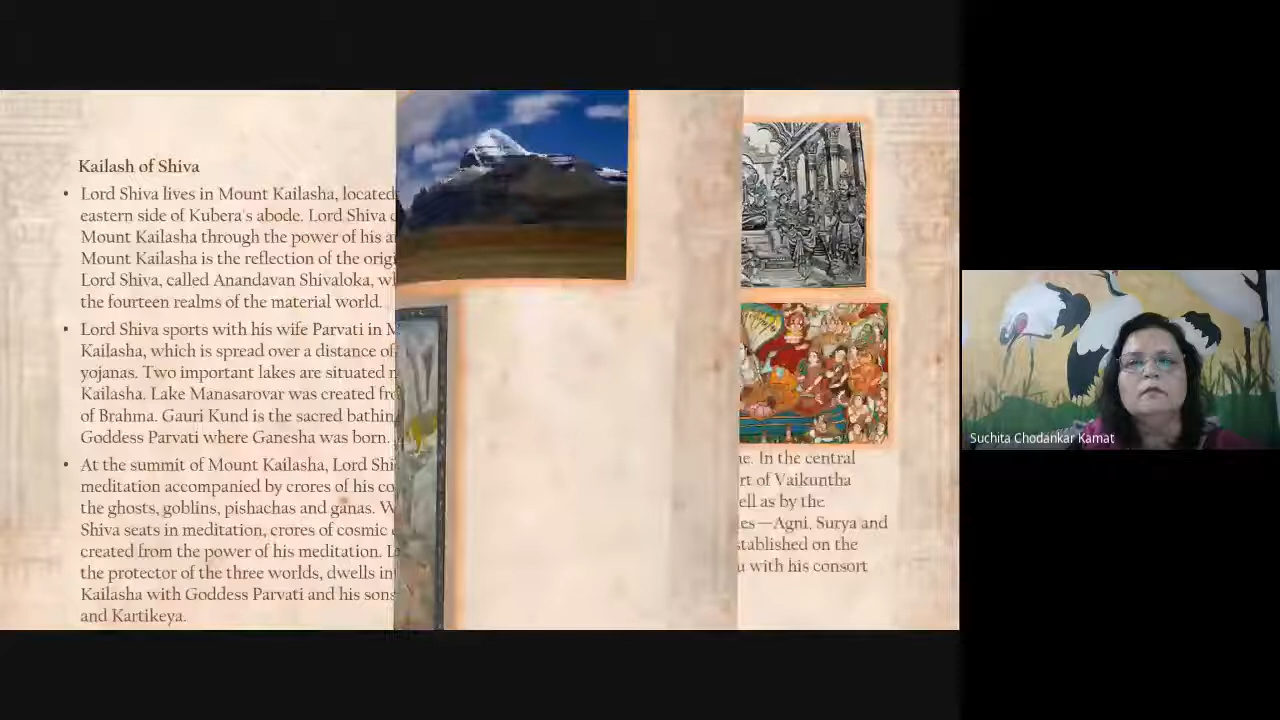 Kailash of Shiva
• Lord Shiva lives in Mount Kailasha, located
eastern side of Kubera's abode. Lord Shiva
Mount Kailasha through the power of his
Mount Kailasha is the reflection of the
Lord Shiva, called Anandavan Shivaloka,
the fourteen realms of the material world.
• Lord Shiva sports with his wife Parvati in
Kailasha, which is spread over a distance of
yojanas. Two important lakes are situated
Kailasha. Lake Manasarovar was created
of Brahma. Gauri Kund is the sacred
Goddess Parvati where Ganesha was born.
• At the summit of Mount Kailasha, Lord
meditation accompanied by crores of his
the ghosts, goblins, pishachas and ganas.
Shiva seats in meditation, crores of cosmic
created from the power of his meditation.
the protector of the three worlds, dwells
Kailasha with Goddess Parvati and his sons
and Kartikeya.
In the central
of Vaikuntha
as by the
—Agni, Surya and
on the
with his consort
Suchita Chodankar Kamat